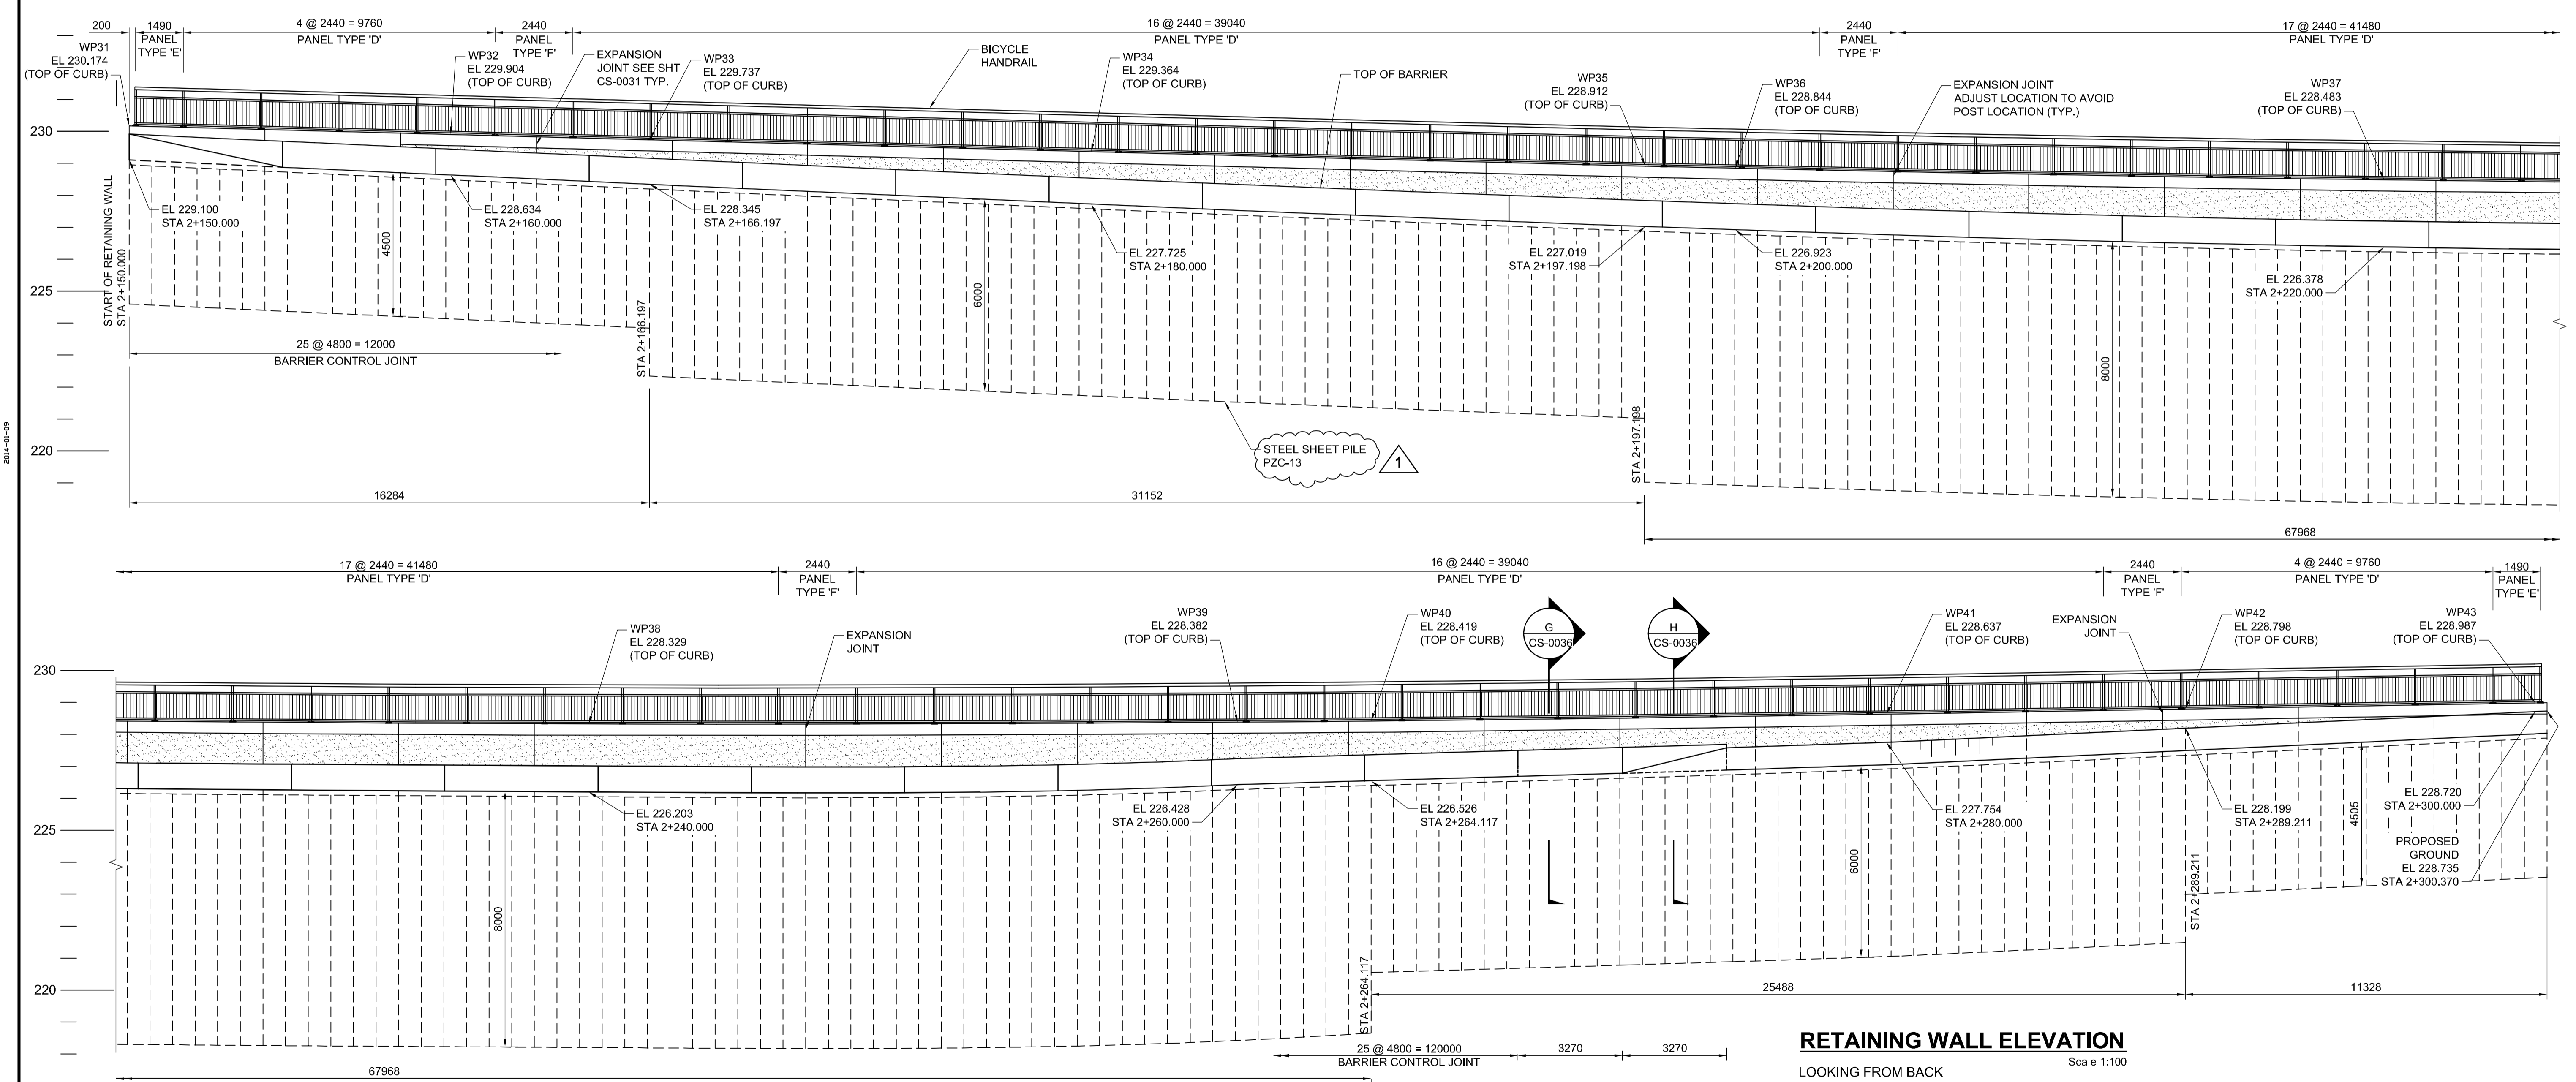 2014-01-09
200
1490
PANEL
TYPE 'E'
4 @ 2440 = 9760
PANEL TYPE 'D'
2440
PANEL
TYPE 'F'
16 @ 2440 = 39040
PANEL TYPE 'D'
2440
PANEL
TYPE 'F'
17 @ 2440 = 41480
PANEL TYPE 'D'
WP31
EL 230.174
(TOP OF CURB)
WP32
EL 229.904
(TOP OF CURB)
EXPANSION
JOINT SEE SHT
CS-0031 TYP.
WP33
EL 229.737
(TOP OF CURB)
BICYCLE
HANDRAIL
WP34
EL 229.364
(TOP OF CURB)
TOP OF BARRIER
WP35
EL 228.912
(TOP OF CURB)
WP36
EL 228.844
(TOP OF CURB)
EXPANSION JOINT
ADJUST LOCATION TO AVOID
POST LOCATION (TYP.)
WP37
EL 228.483
(TOP OF CURB)
230
225
220
START OF RETAINING WALL
STA 2+150.000
EL 229.100
STA 2+150.000
4500
EL 228.634
STA 2+160.000
EL 228.345
STA 2+166.197
STA 2+166.197
6000
EL 227.725
STA 2+180.000
EL 227.019
STA 2+197.198
STA 2+197.198
EL 226.923
STA 2+200.000
8000
EL 226.378
STA 2+220.000
25 @ 4800 = 12000
BARRIER CONTROL JOINT
STEEL SHEET PILE
PZC-13
1
16284
31152
67968
17 @ 2440 = 41480
PANEL TYPE 'D'
2440
PANEL
TYPE 'F'
16 @ 2440 = 39040
PANEL TYPE 'D'
2440
PANEL
TYPE 'F'
4 @ 2440 = 9760
PANEL TYPE 'D'
1490
PANEL
TYPE 'E'
WP38
EL 228.329
(TOP OF CURB)
EXPANSION
JOINT
WP39
EL 228.382
(TOP OF CURB)
WP40
EL 228.419
(TOP OF CURB)
G
CS-0036
H
CS-0036
WP41
EL 228.637
(TOP OF CURB)
EXPANSION
JOINT
WP42
EL 228.798
(TOP OF CURB)
WP43
EL 228.987
(TOP OF CURB)
230
225
220
8000
EL 226.203
STA 2+240.000
EL 226.428
STA 2+260.000
EL 226.526
STA 2+264.117
STA 2+264.117
6000
EL 227.754
STA 2+280.000
EL 228.199
STA 2+289.211
STA 2+289.211
4505
EL 228.720
STA 2+300.000
PROPOSED
GROUND
EL 228.735
STA 2+300.370
25488
11328
25 @ 4800 = 120000
BARRIER CONTROL JOINT
3270
3270
67968
RETAINING WALL ELEVATION
Scale 1:100
LOOKING FROM BACK